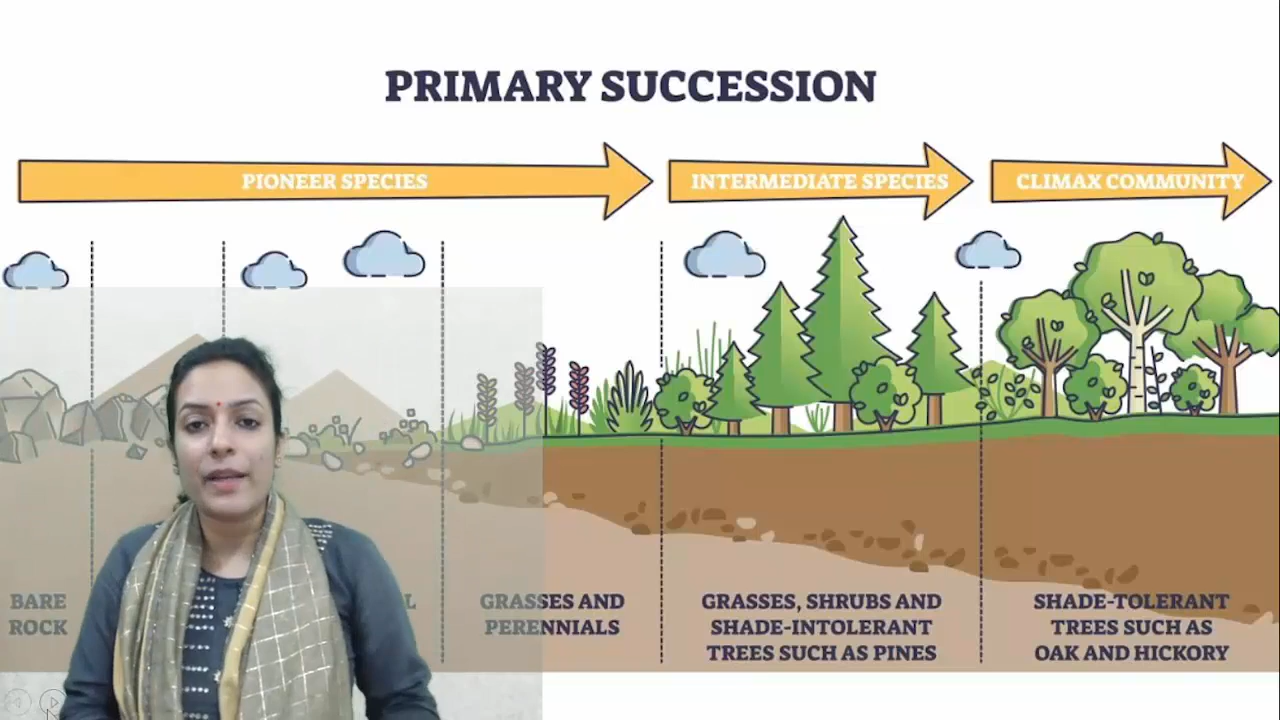 PRIMARY SUCCESSION
PIONEER SPECIES
INTERMEDIATE SPECIES
CLIMAX COMMUNITY
BARE
ROCK
GRASSES AND
PERENNIALS
GRASSES, SHRUBS AND
SHADE-INTOLERANT
TREES SUCH AS PINES
SHADE-TOLERANT
TREES SUCH AS
OAK AND HICKORY